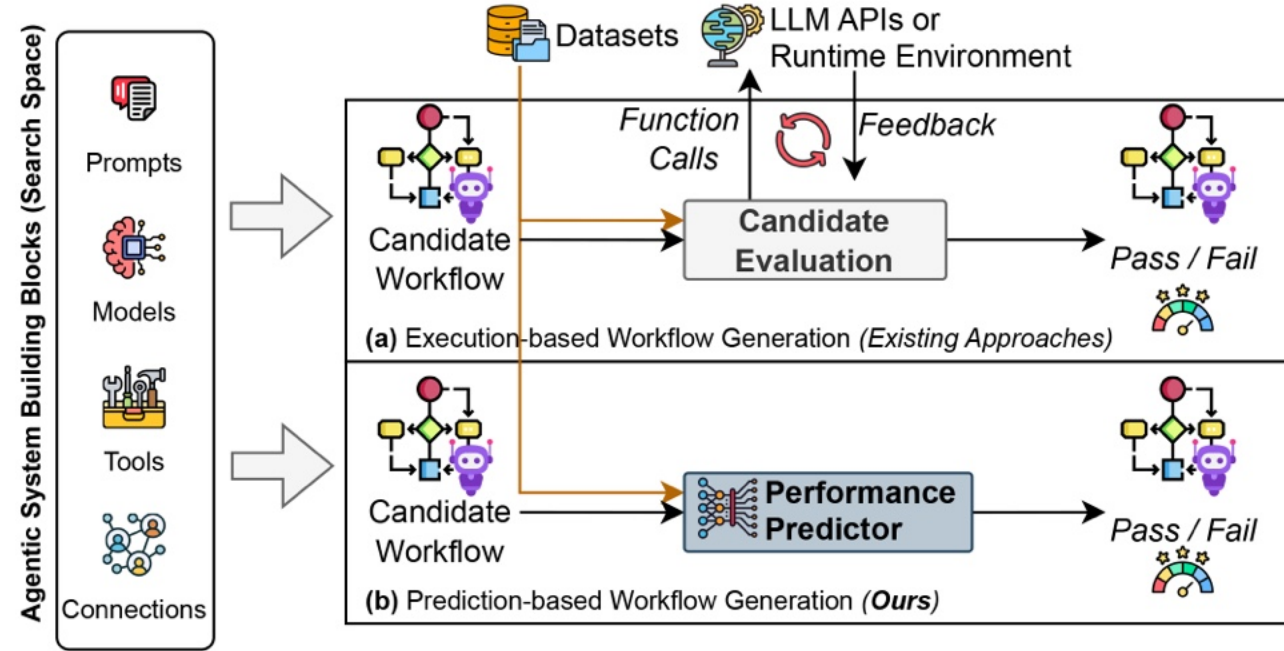 Agentic System Building Blocks (Search Space)
Prompts
Models
Tools
Connections
Datasets
LLM APIs or
Runtime Environment
Function
Calls
Feedback
Candidate
Workflow
Candidate
Evaluation
Pass / Fail
(a) Execution-based Workflow Generation (Existing Approaches)
Candidate
Workflow
Performance
Predictor
Pass / Fail
(b) Prediction-based Workflow Generation (Ours)